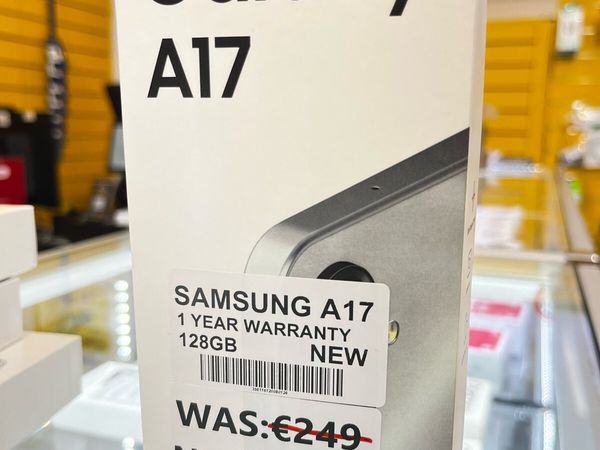 A17
SAMSUNG A17
1 YEAR WARRANTY
128GB NEW
WAS:€249